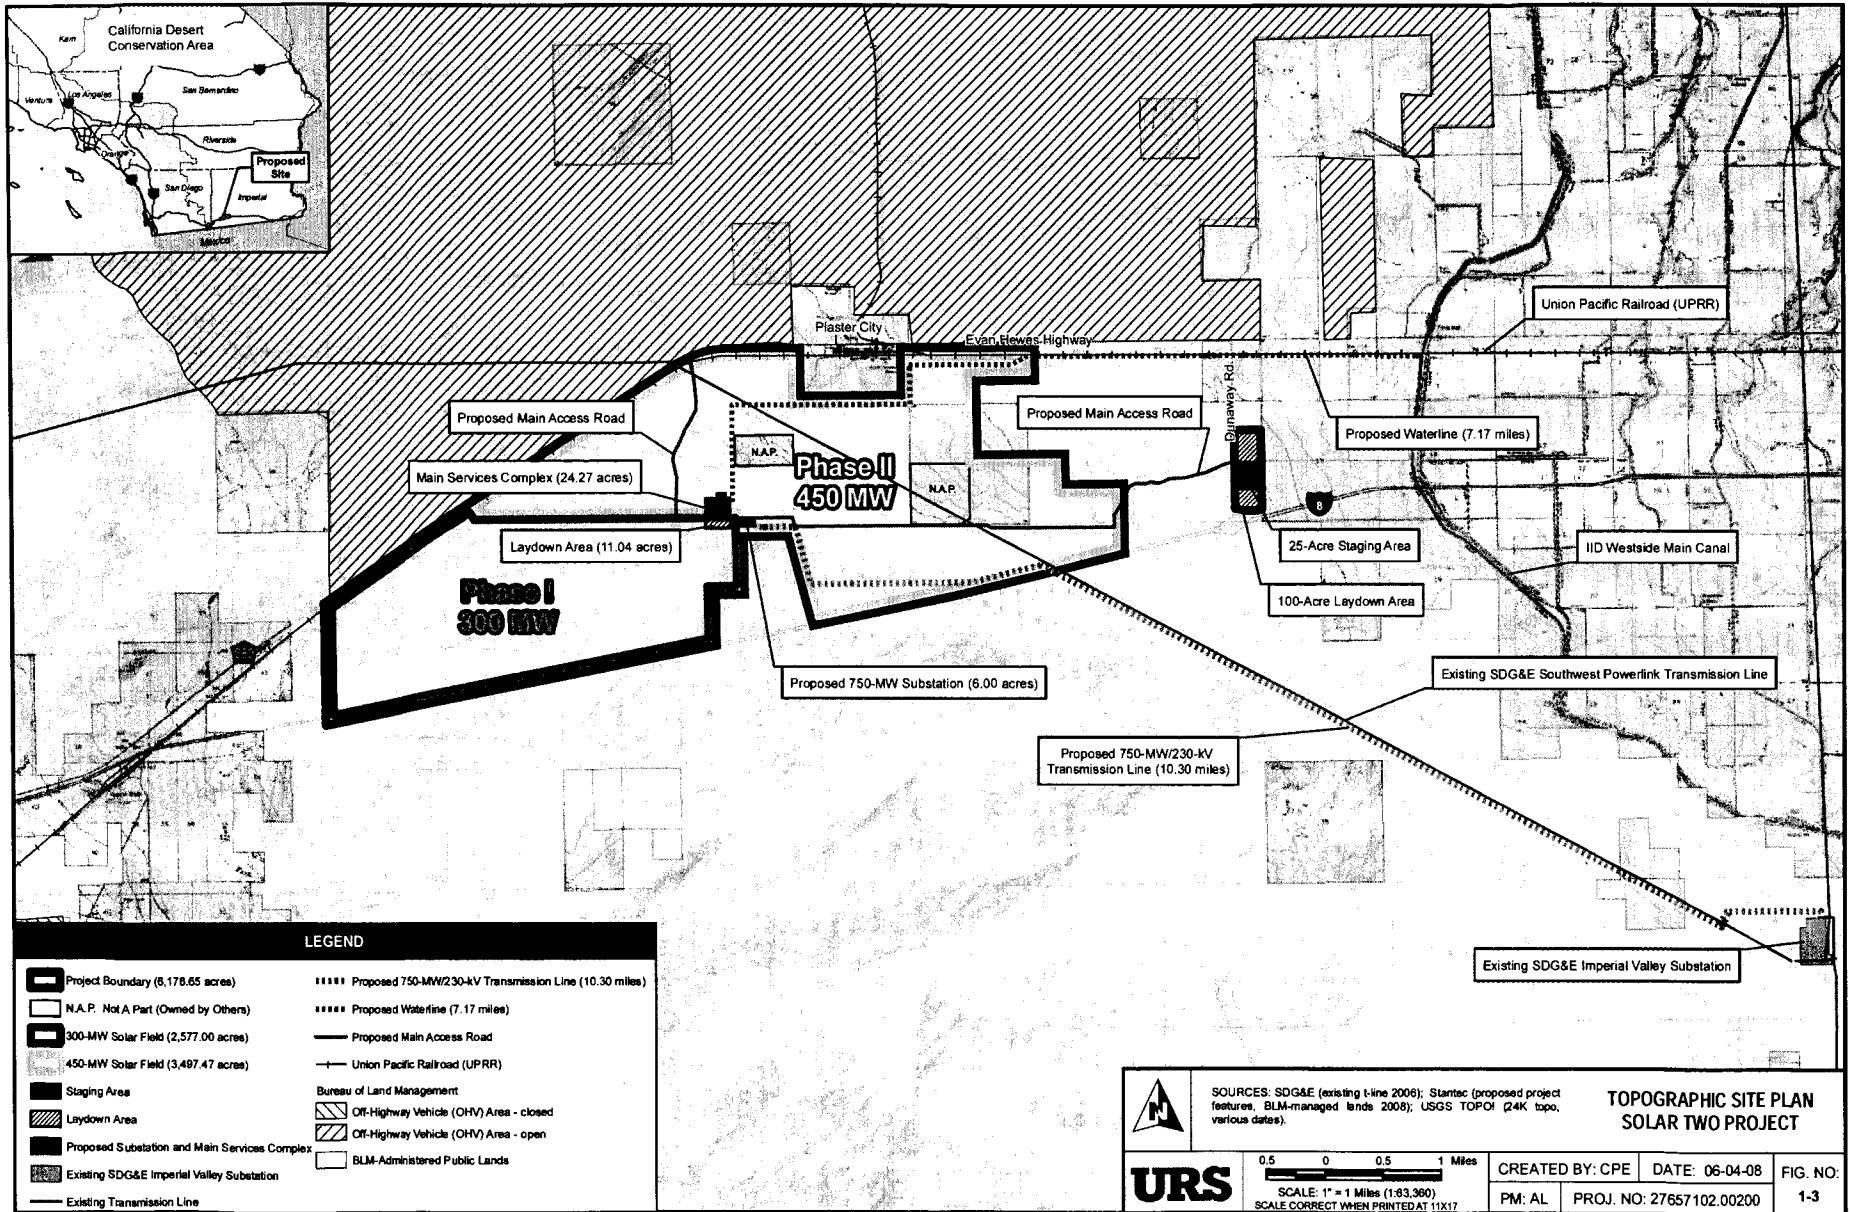 California Desert
Conservation Area
Kern
Ventura
Los Angeles
San Bernardino
Orange
Riverside
San Diego
Imperial
Mexico
Proposed
Site
Plaster City
Evan Hewes Highway
Union Pacific Railroad (UPRR)
Proposed Main Access Road
Main Services Complex (24.27 acres)
Laydown Area (11.04 acres)
N.A.P.
Phase II
450 MW
N.A.P.
Proposed Main Access Road
Dunaway Rd.
Proposed Waterline (7.17 miles)
8
25-Acre Staging Area
IID Westside Main Canal
100-Acre Laydown Area
Phase I
300 MW
Proposed 750-MW Substation (6.00 acres)
Existing SDG&E Southwest Powerlink Transmission Line
Proposed 750-MW/230-kV
Transmission Line (10.30 miles)
Existing SDG&E Imperial Valley Substation
LEGEND
Project Boundary (6,176.65 acres)
N.A.P. Not A Part (Owned by Others)
300-MW Solar Field (2,577.00 acres)
450-MW Solar Field (3,497.47 acres)
Staging Area
Laydown Area
Proposed Substation and Main Services Complex
Existing SDG&E Imperial Valley Substation
Existing Transmission Line
Proposed 750-MW/230-kV Transmission Line (10.30 miles)
Proposed Waterline (7.17 miles)
Proposed Main Access Road
Union Pacific Railroad (UPRR)
Bureau of Land Management
Off-Highway Vehicle (OHV) Area - closed
Off-Highway Vehicle (OHV) Area - open
BLM-Administered Public Lands
N
SOURCES: SDG&E (existing t-line 2006); Stantec (proposed project
features, BLM-managed lands 2008); USGS TOPO! (24K topo,
various dates).
TOPOGRAPHIC SITE PLAN
SOLAR TWO PROJECT
URS
0.5 0 0.5 1 Miles
SCALE: 1" = 1 Miles (1:63,360)
SCALE CORRECT WHEN PRINTED AT 11X17
CREATED BY: CPE
DATE: 06-04-08
FIG. NO:
1-3
PM: AL
PROJ. NO: 27657102.00200